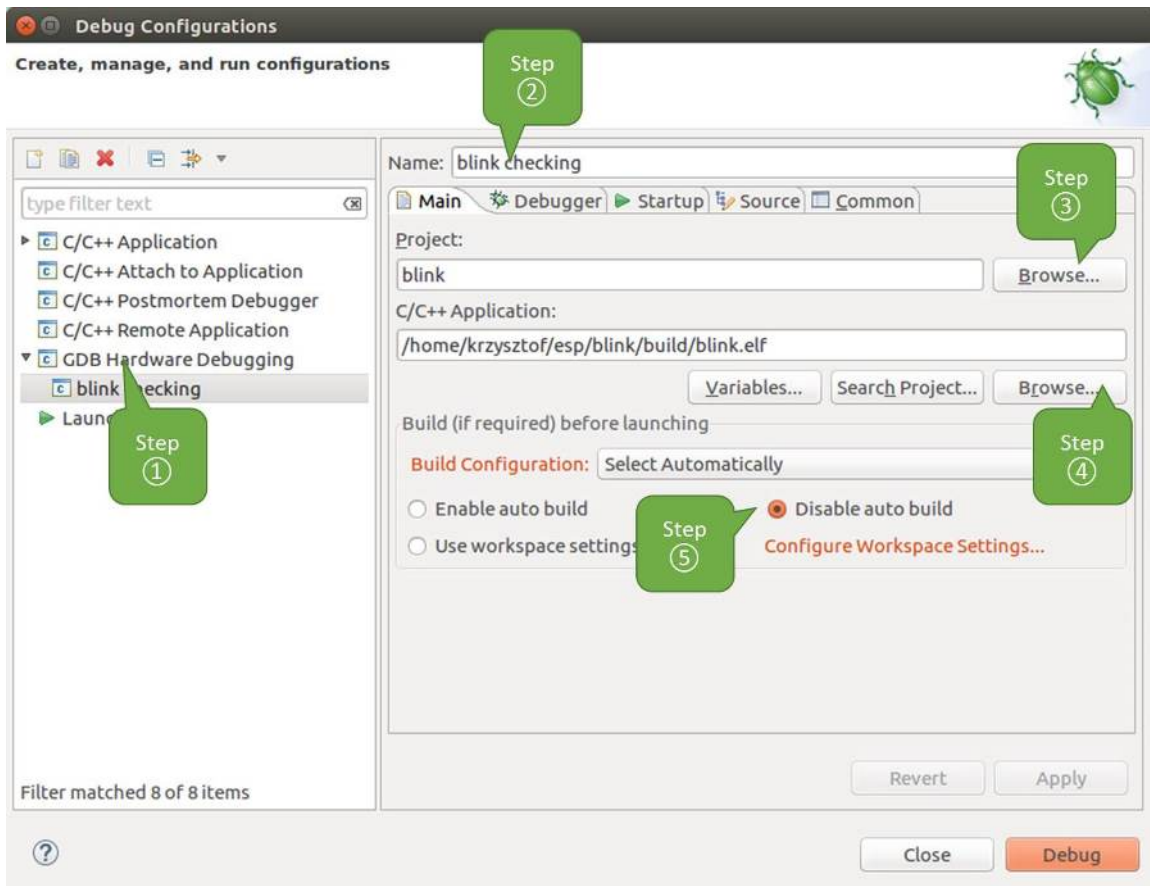 Debug Configurations
Create, manage, and run configurations
Step
②
type filter text
C/C++ Application
C/C++ Attach to Application
C/C++ Postmortem Debugger
C/C++ Remote Application
GDB Hardware Debugging
blink checking
Step
①
Filter matched 8 of 8 items
Name: blink checking
Main Debugger Startup Source Common
Step
③
Project:
blink
Browse...
C/C++ Application:
/home/krzysztof/esp/blink/build/blink.elf
Variables... Search Project... Browse...
Step
④
Build (if required) before launching
Build Configuration: Select Automatically
Enable auto build
Disable auto build
Step
⑤
Use workspace settings
Configure Workspace Settings...
Revert Apply
Close Debug